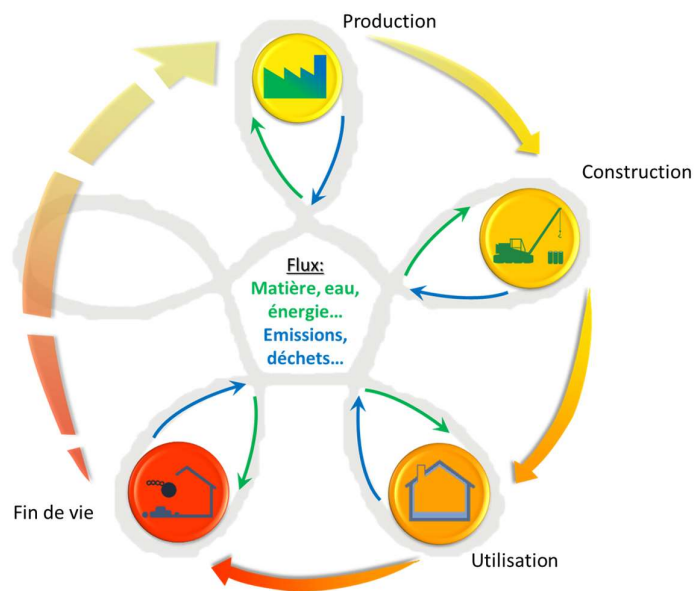 Production
Construction
Flux:
Matière, eau,
énergie...
Emissions,
déchets...
Fin de vie
Utilisation